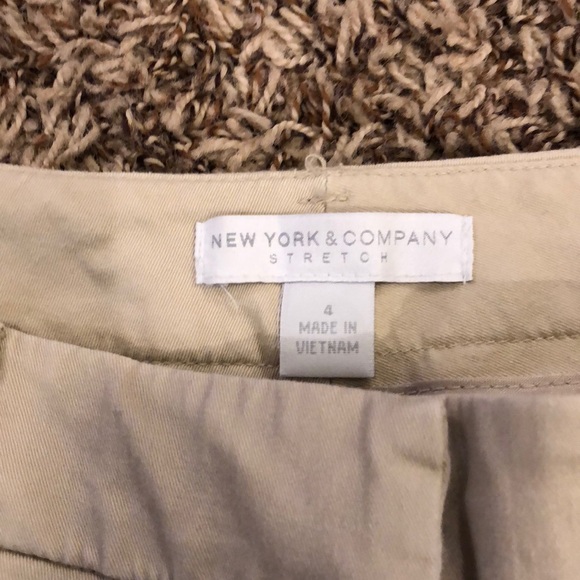 NEW YORK & COMPANY
STRETCH
4
MADE IN
VIETNAM